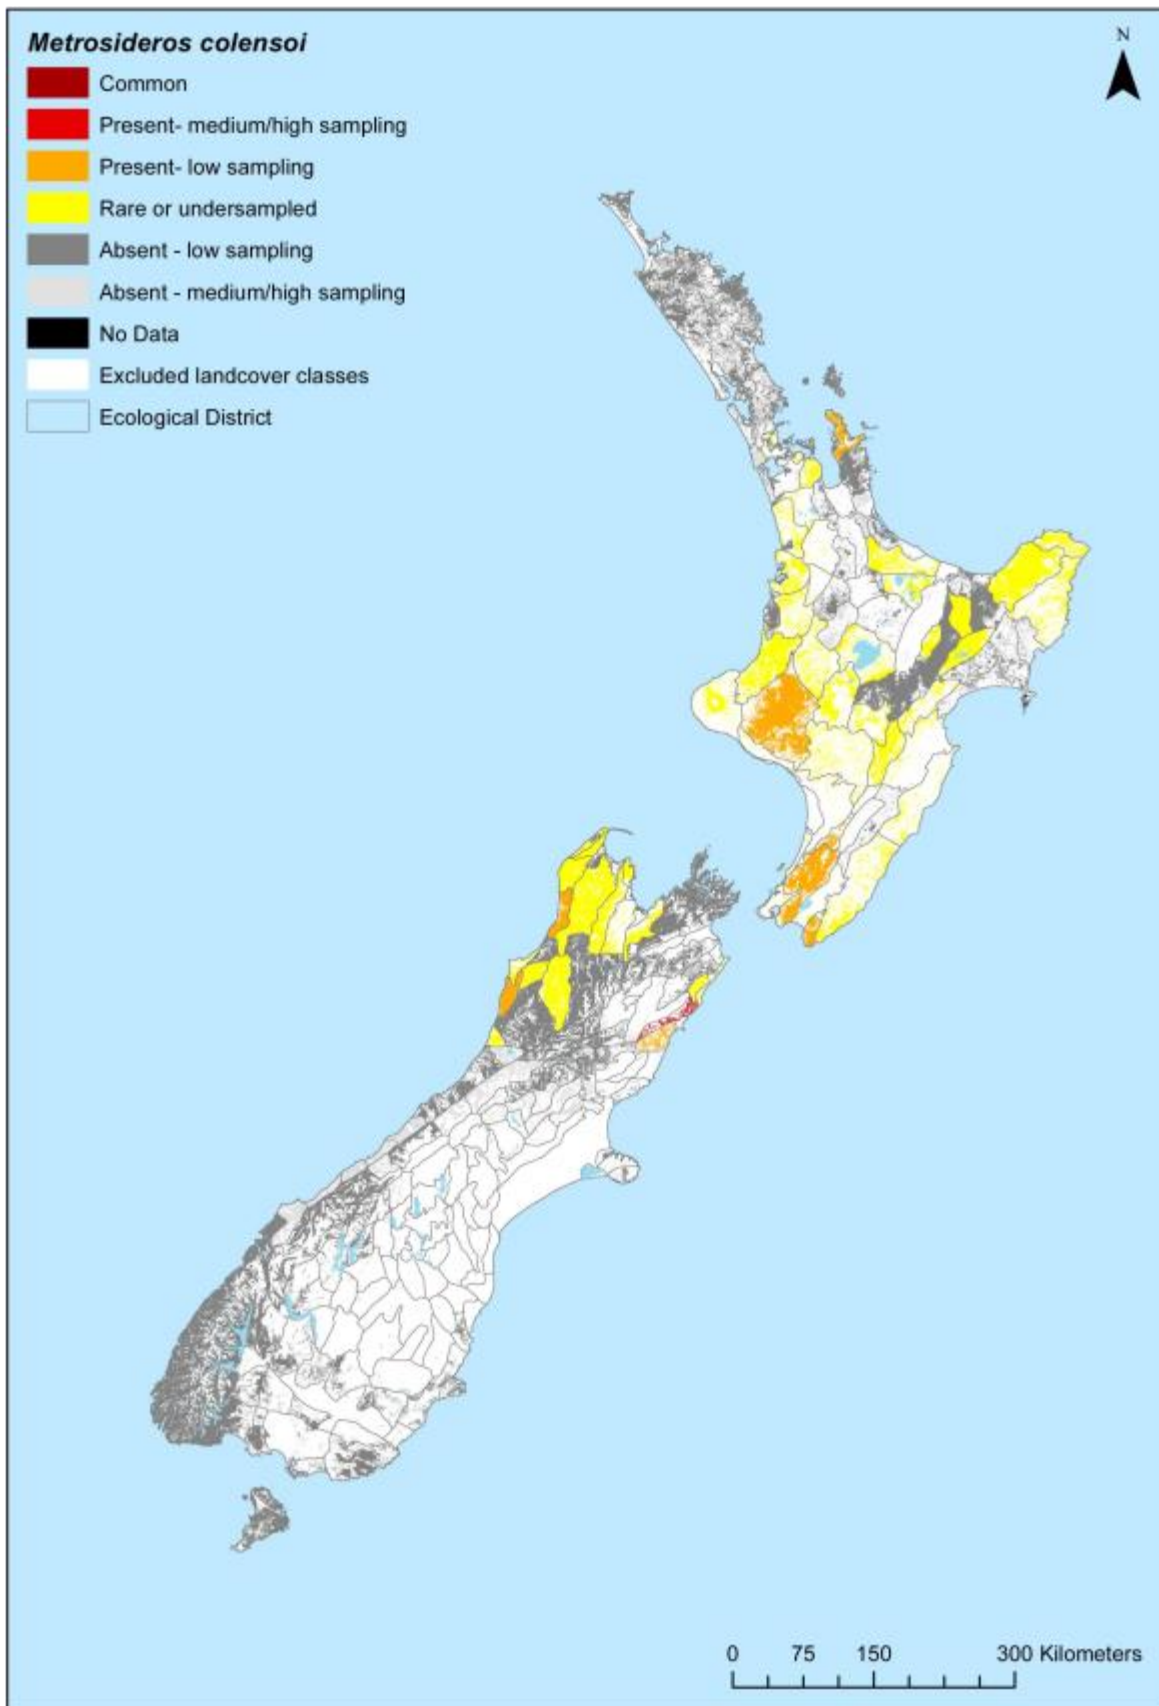 Metrosideros colensoi
N
Common
Present- medium/high sampling
Present- low sampling
Rare or undersampled
Absent - low sampling
Absent - medium/high sampling
No Data
Excluded landcover classes
Ecological District
0 75 150 300 Kilometers